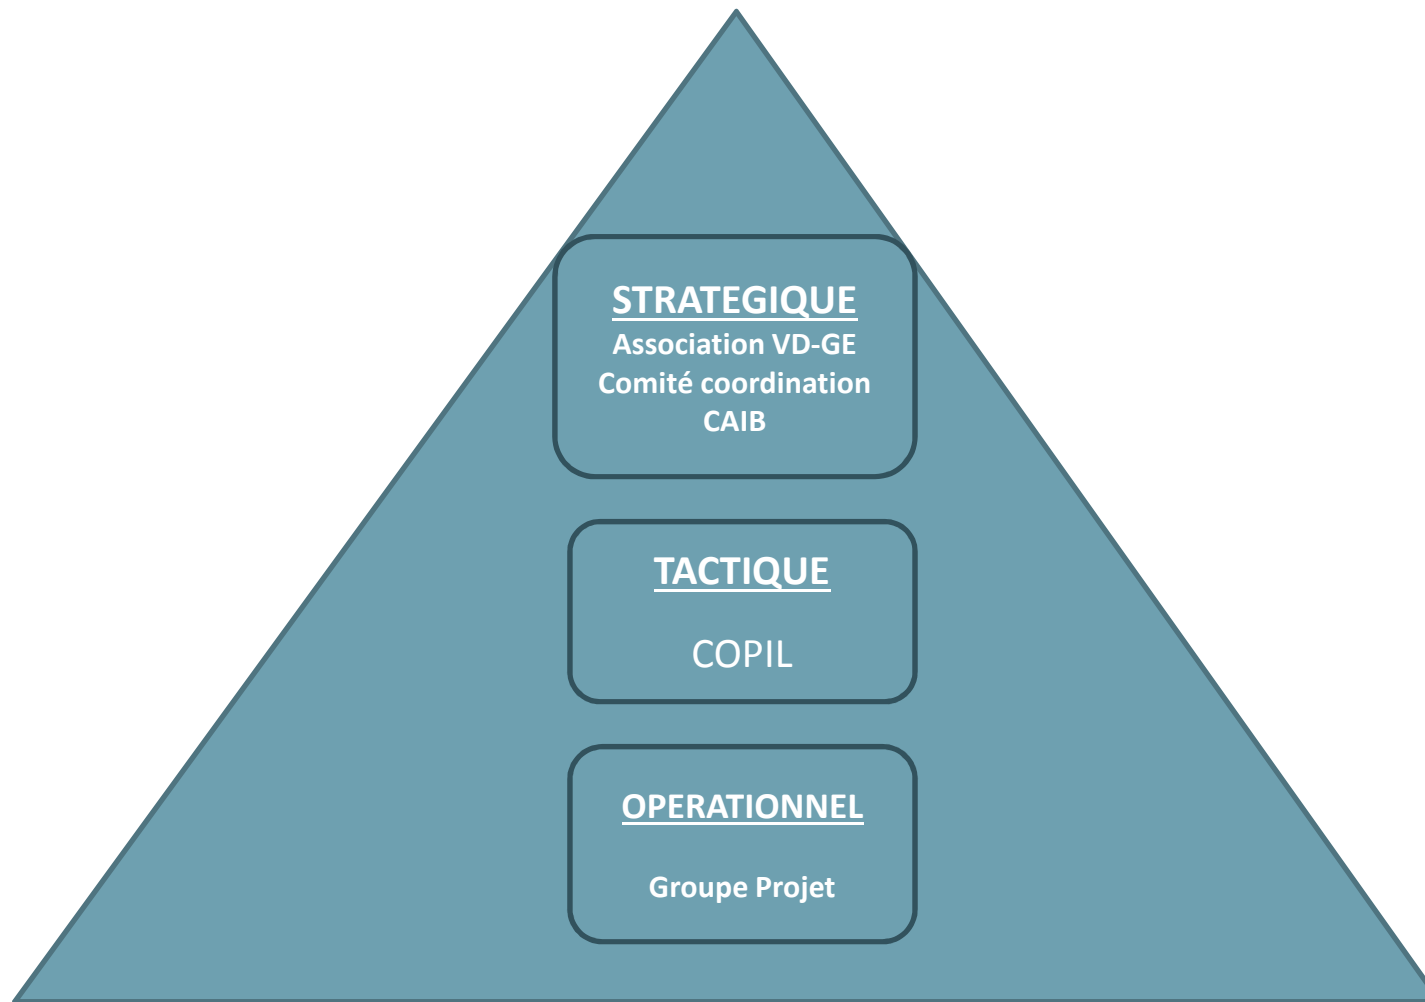 STRATEGIQUE
Association VD-GE
Comité coordination
CAIB
TACTIQUE
COPIL
OPERATIONNEL
Groupe Projet